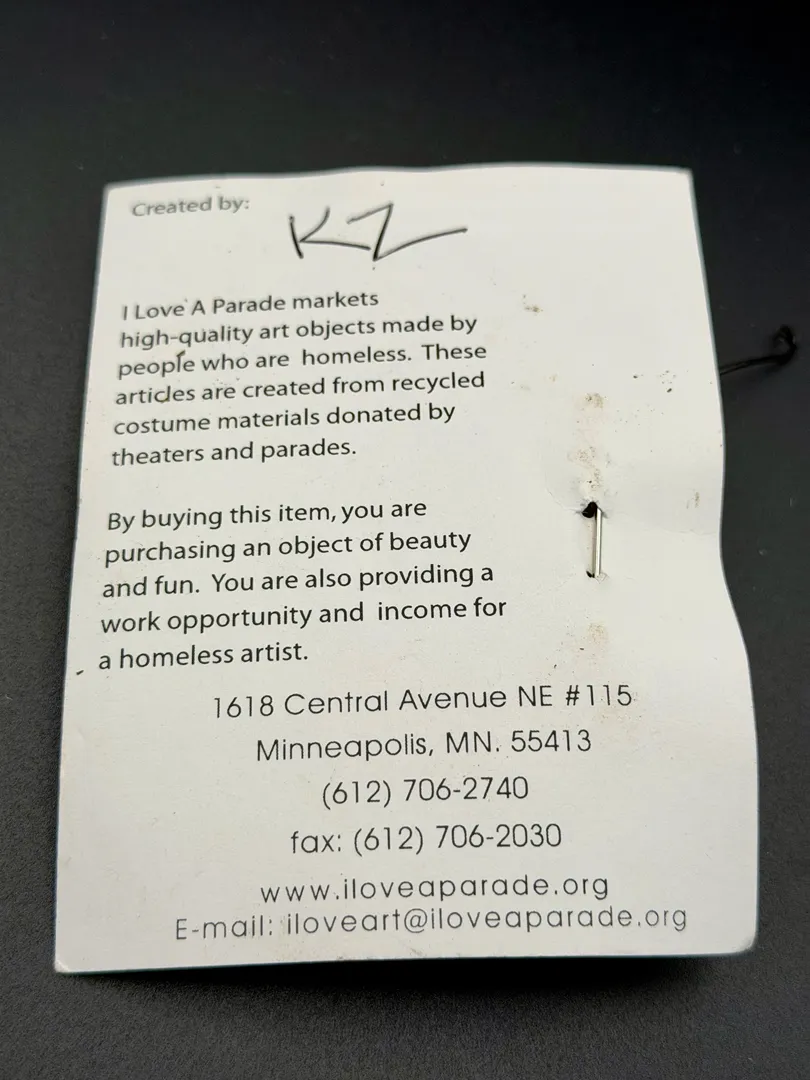 Created by:
KZ
I Love A Parade markets
high-quality art objects made by
people who are homeless. These
articles are created from recycled
costume materials donated by
theaters and parades.
By buying this item, you are
purchasing an object of beauty
and fun. You are also providing a
work opportunity and income for
a homeless artist.
1618 Central Avenue NE #115
Minneapolis, MN. 55413
(612) 706-2740
fax: (612) 706-2030
www.iloveaparade.org
E-mail: iloveart@iloveaparade.org